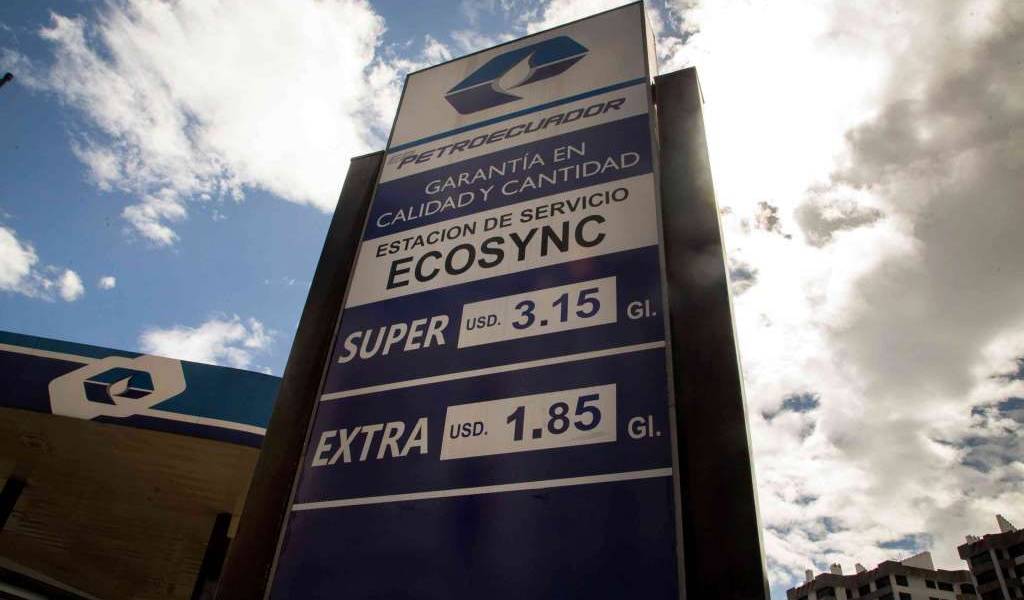 EP PETROECUADOR
GARANTÍA EN
CALIDAD Y CANTIDAD
ESTACION DE SERVICIO
ECOSYNC
SUPER USD. 3.15 Gl.
EXTRA USD. 1.85 Gl.